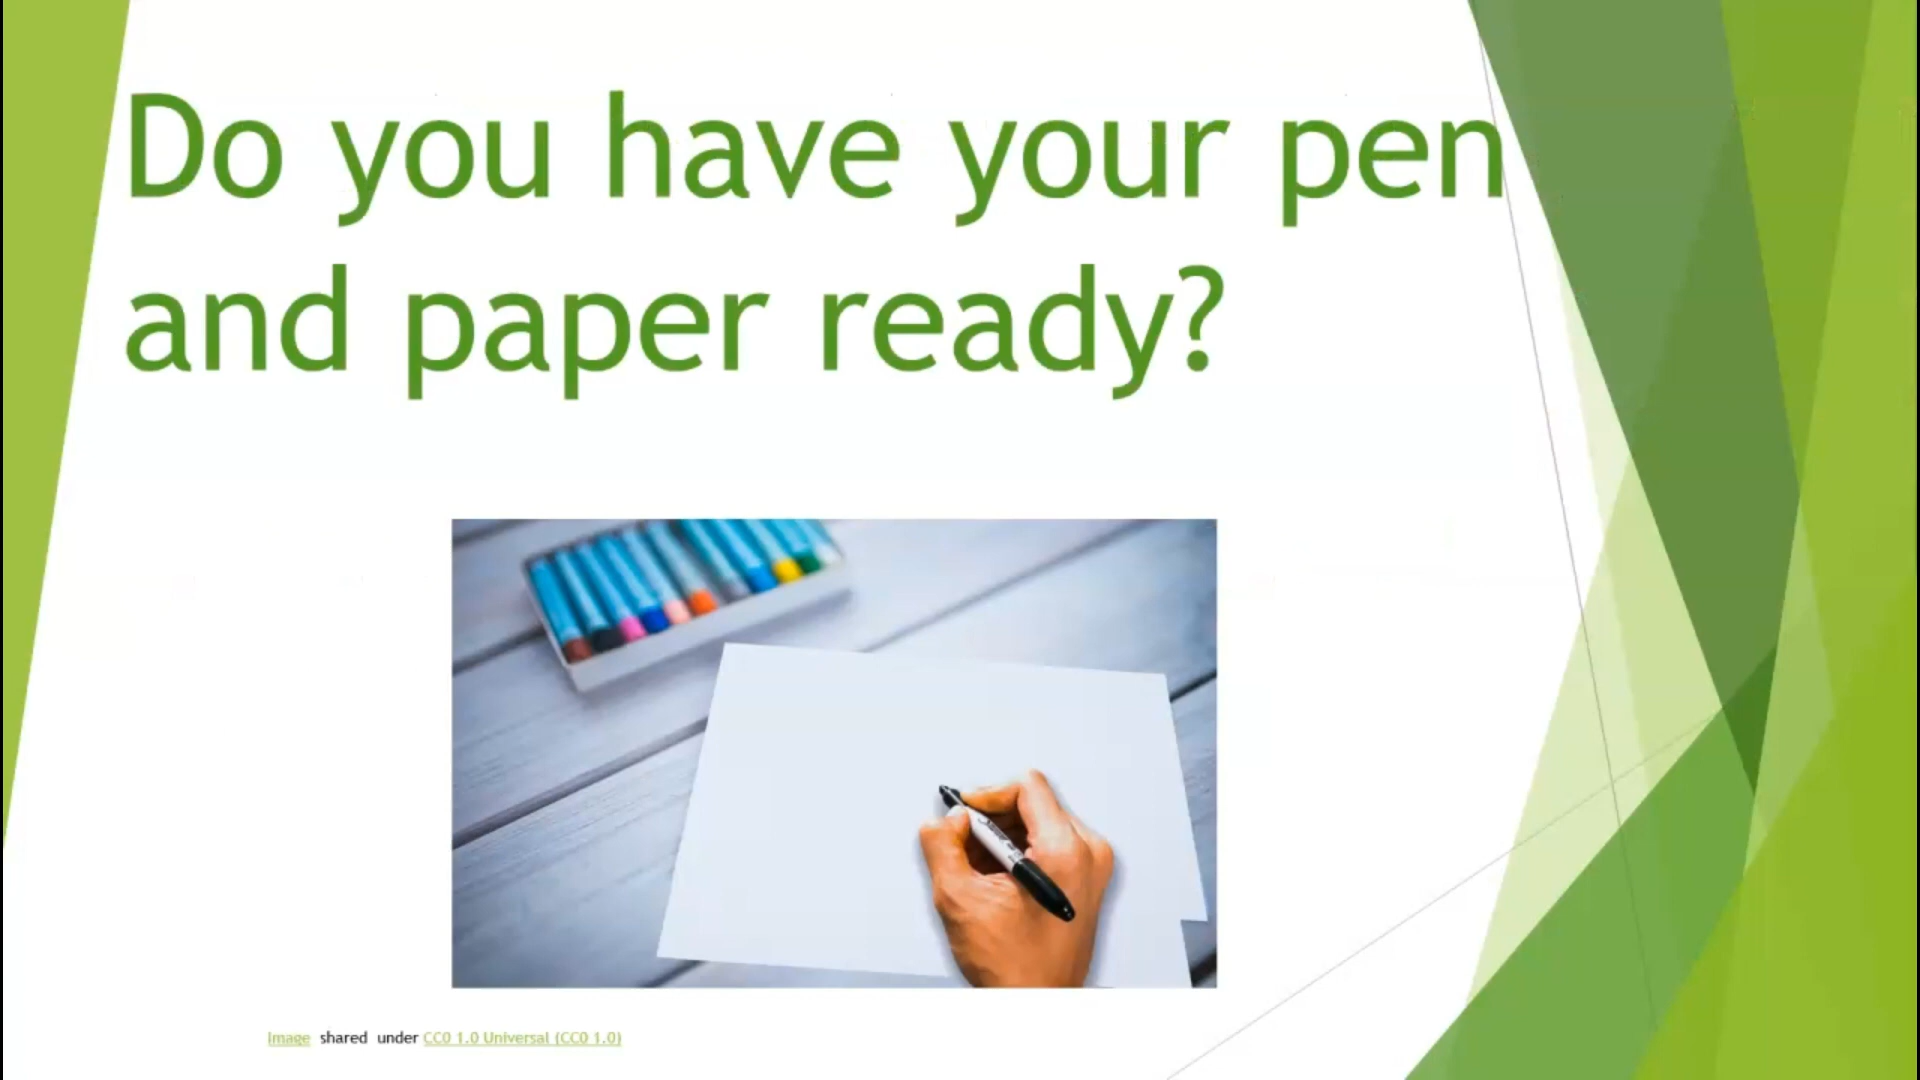 Do you have your pen
and paper ready?
Image shared under CC0 1.0 Universal (CC0 1.0)